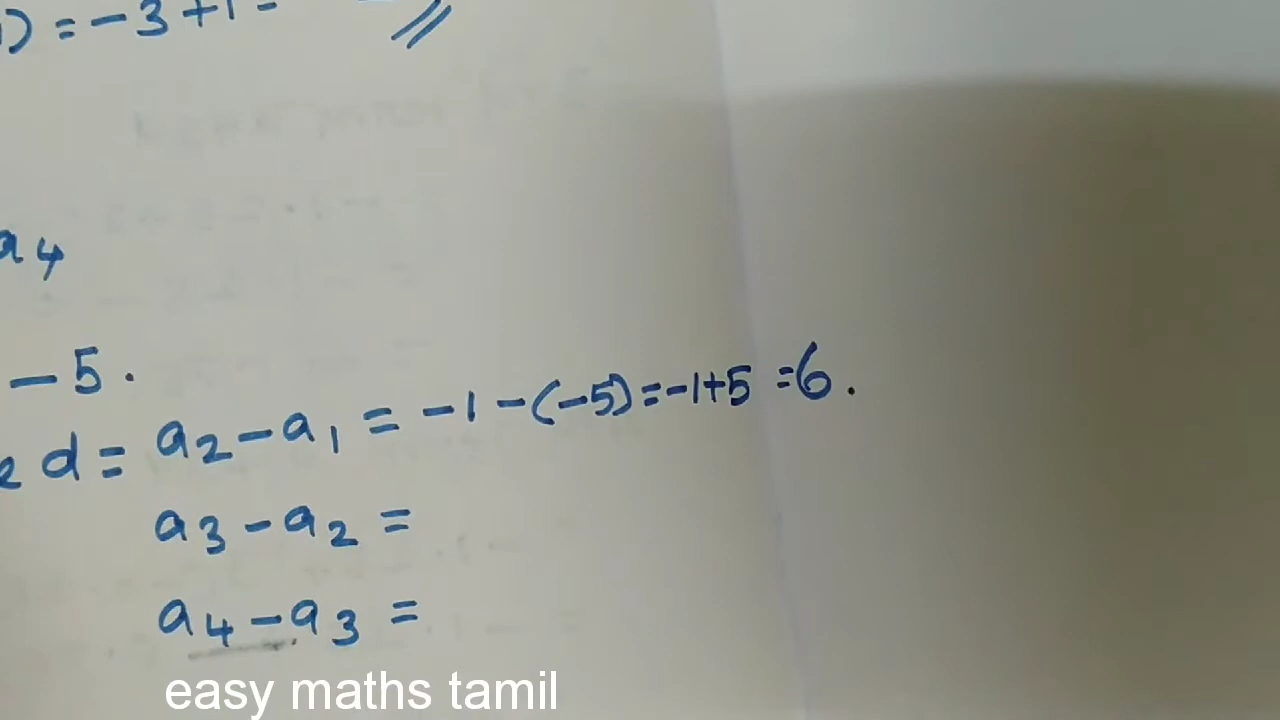 ) = -3 +1 =
a4
- 5 .
e d = a2 - a1 = -1 - (-5) = -1+5 = 6 .
a3 - a2 =
a4 - a3 =
easy maths tamil